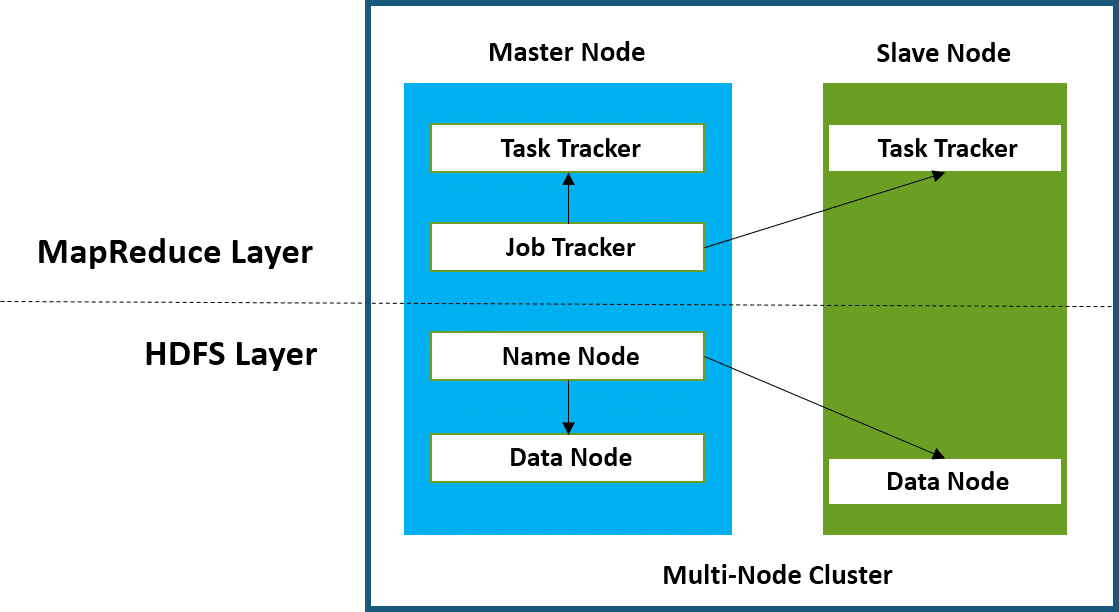 Master Node
Slave Node
Task Tracker
Task Tracker
Job Tracker
MapReduce Layer
HDFS Layer
Name Node
Data Node
Data Node
Multi-Node Cluster